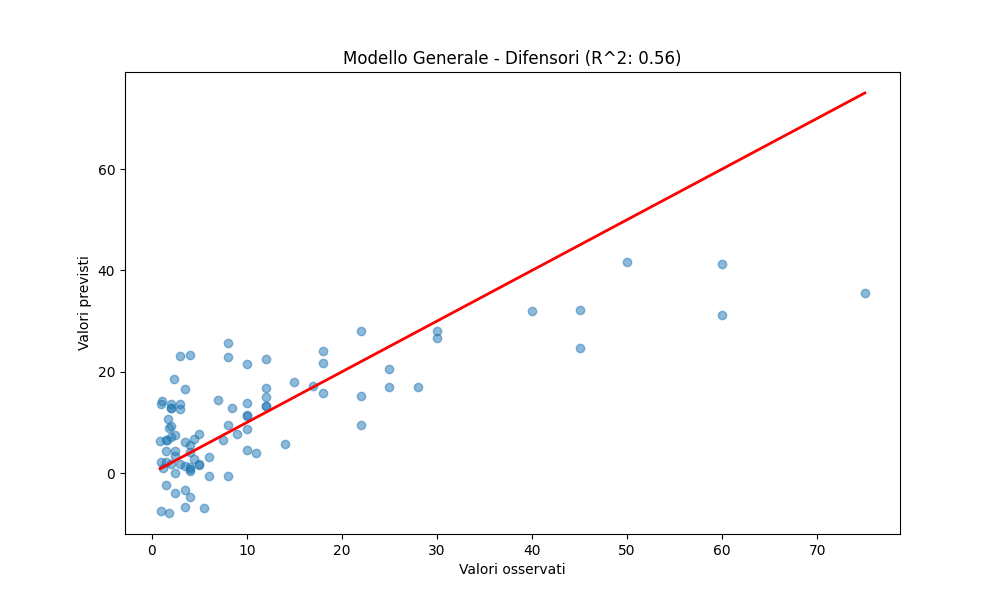 Modello Generale - Difensori (R^2: 0.56)
Valori previsti
60
40
20
0
0 10 20 30 40 50 60 70
Valori osservati